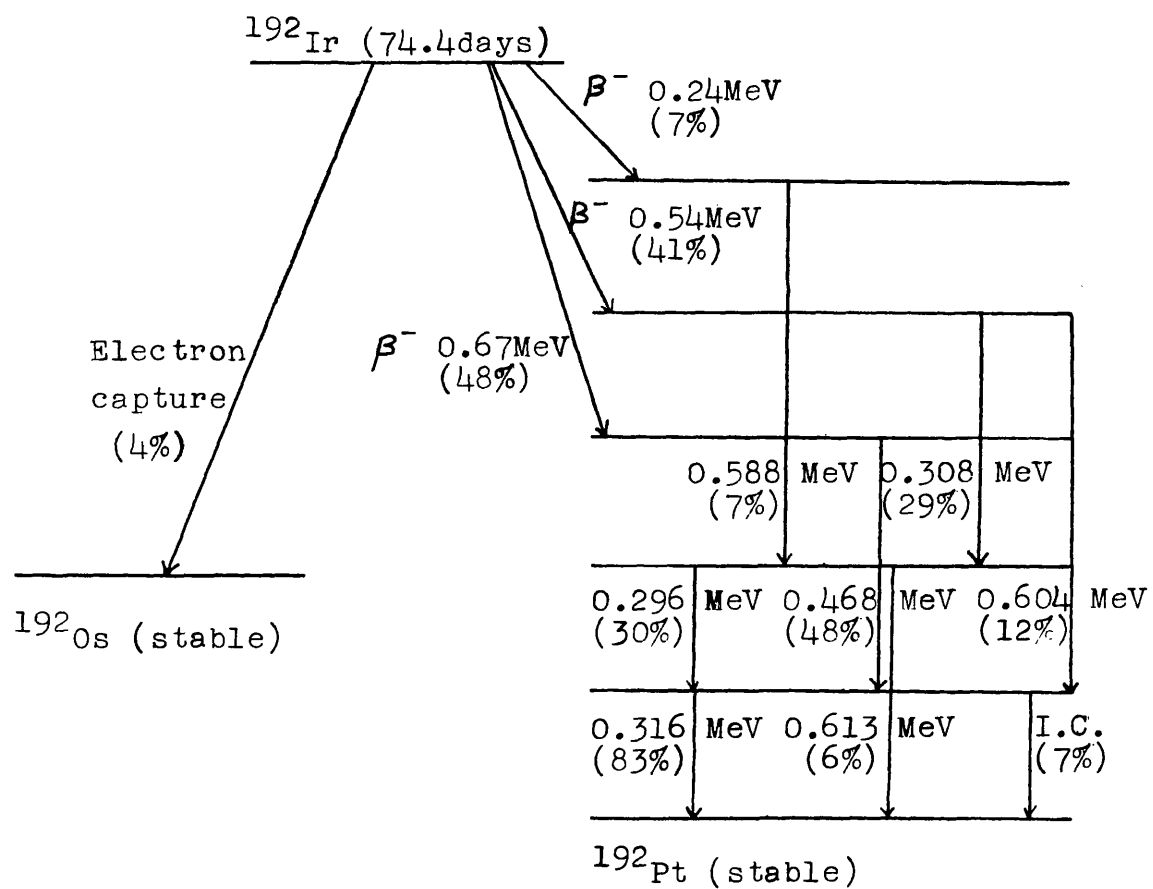 ¹⁹²Ir (74.4days)
β⁻ 0.24MeV
(7%)
β⁻ 0.54MeV
(41%)
β⁻ 0.67MeV
(48%)
Electron
capture
(4%)
0.588 MeV 0.308 MeV
(7%) (29%)
0.296 MeV 0.468 MeV 0.604 MeV
(30%) (48%) (12%)
¹⁹²Os (stable)
0.316 MeV 0.613 MeV I.C.
(83%) (6%) (7%)
¹⁹²Pt (stable)